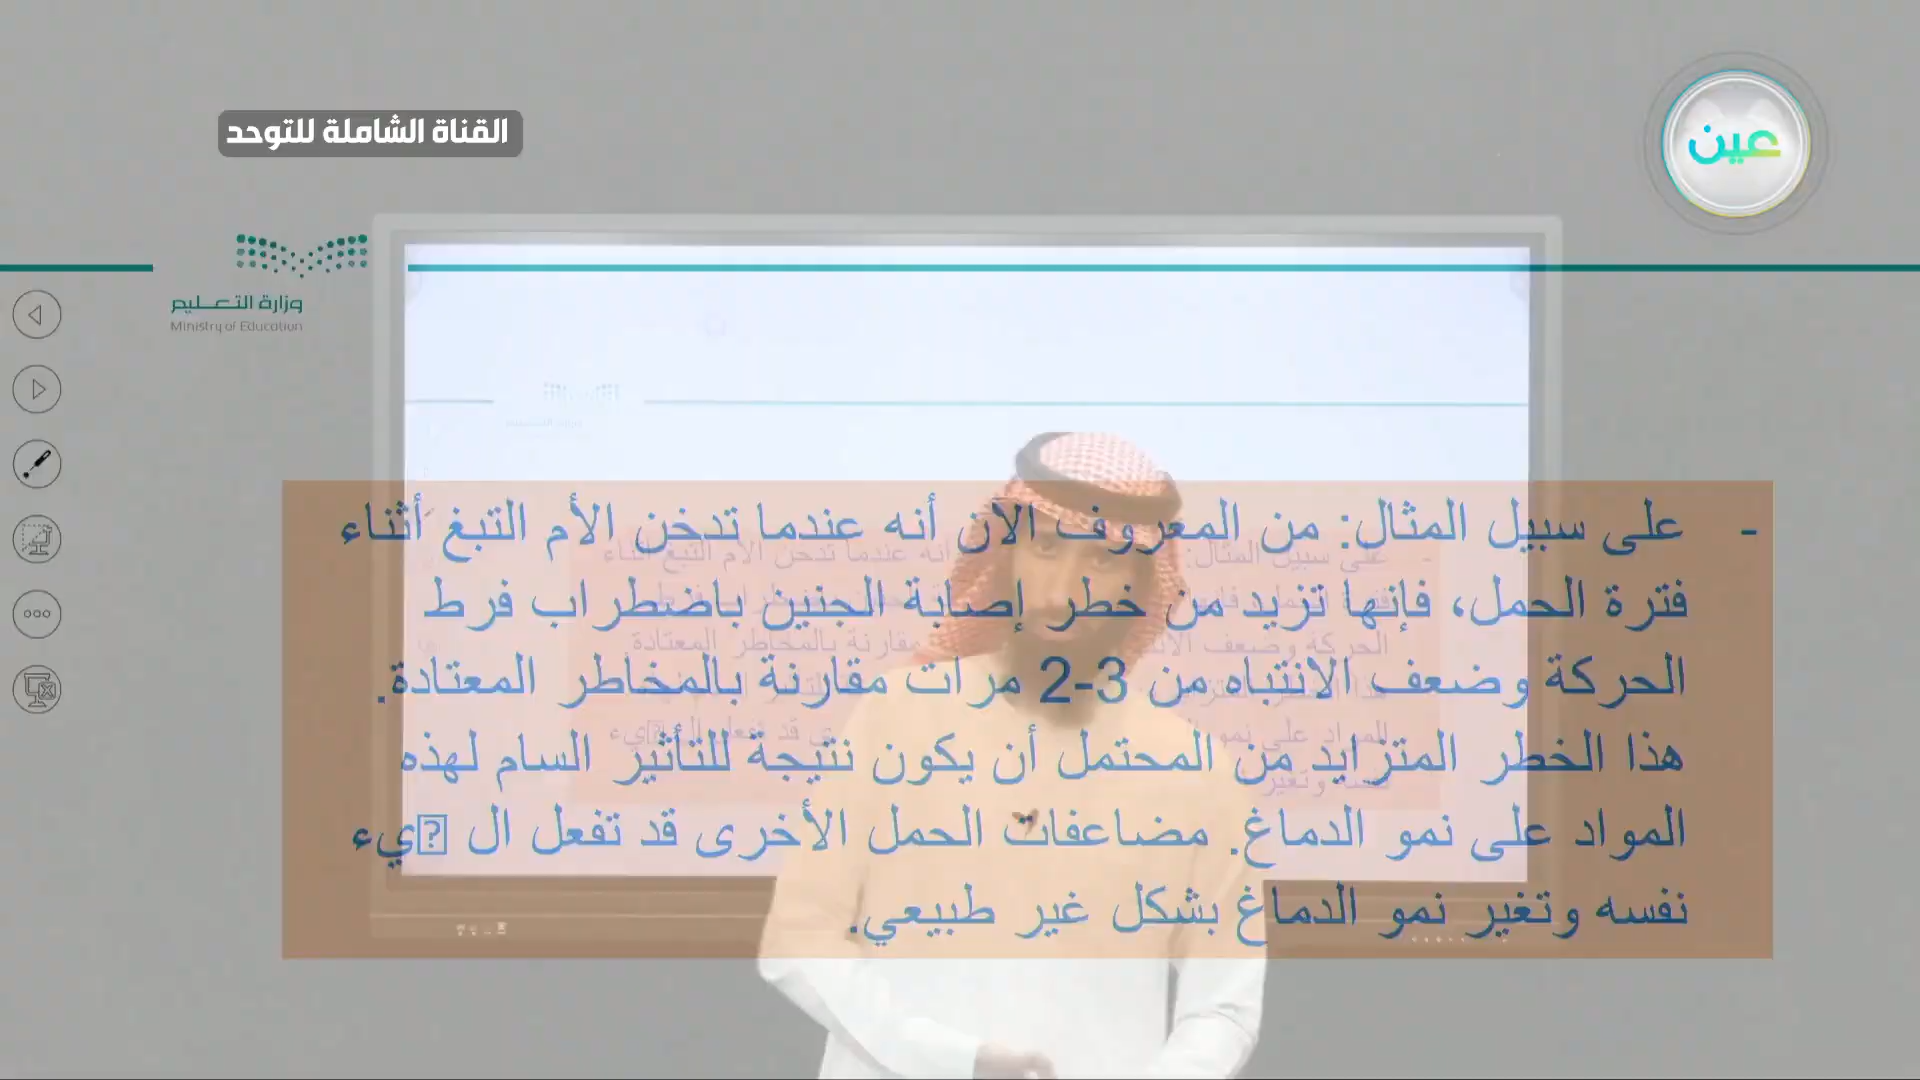 القناة الشاملة للتوحد
عين
وزارة التعليم
Ministry of Education
- على سبيل المثال: من المعروف الآن أنه عندما تدخن الأم التبغ أثناء
فترة الحمل، فإنها تزيد من خطر إصابة الجنين باضطراب فرط
الحركة وضعف الانتباه من 3-2 مرات مقارنة بالمخاطر المعتادة.
هذا الخطر المتزايد من المحتمل أن يكون نتيجة للتأثير السام لهذه
المواد على نمو الدماغ. مضاعفات الحمل الأخرى قد تفعل ال
نفسه وتغير نمو الدماغ بشكل غير طبيعي.